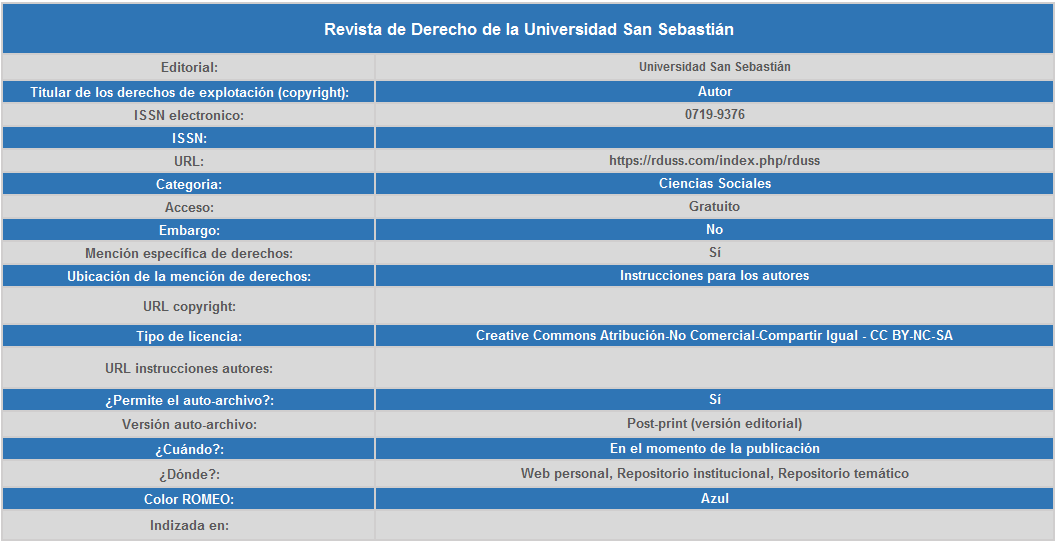 Revista de Derecho de la Universidad San Sebastián
Editorial: Universidad San Sebastián
Titular de los derechos de explotación (copyright): Autor
ISSN electronico: 0719-9376
ISSN:
URL: https://rduss.com/index.php/rduss
Categoria: Ciencias Sociales
Acceso: Gratuito
Embargo: No
Mención específica de derechos: Sí
Ubicación de la mención de derechos: Instrucciones para los autores
URL copyright:
Tipo de licencia: Creative Commons Atribución-No Comercial-Compartir Igual - CC BY-NC-SA
URL instrucciones autores:
¿Permite el auto-archivo?: Sí
Versión auto-archivo: Post-print (versión editorial)
¿Cuándo?: En el momento de la publicación
¿Dónde?: Web personal, Repositorio institucional, Repositorio temático
Color ROMEO: Azul
Indizada en: